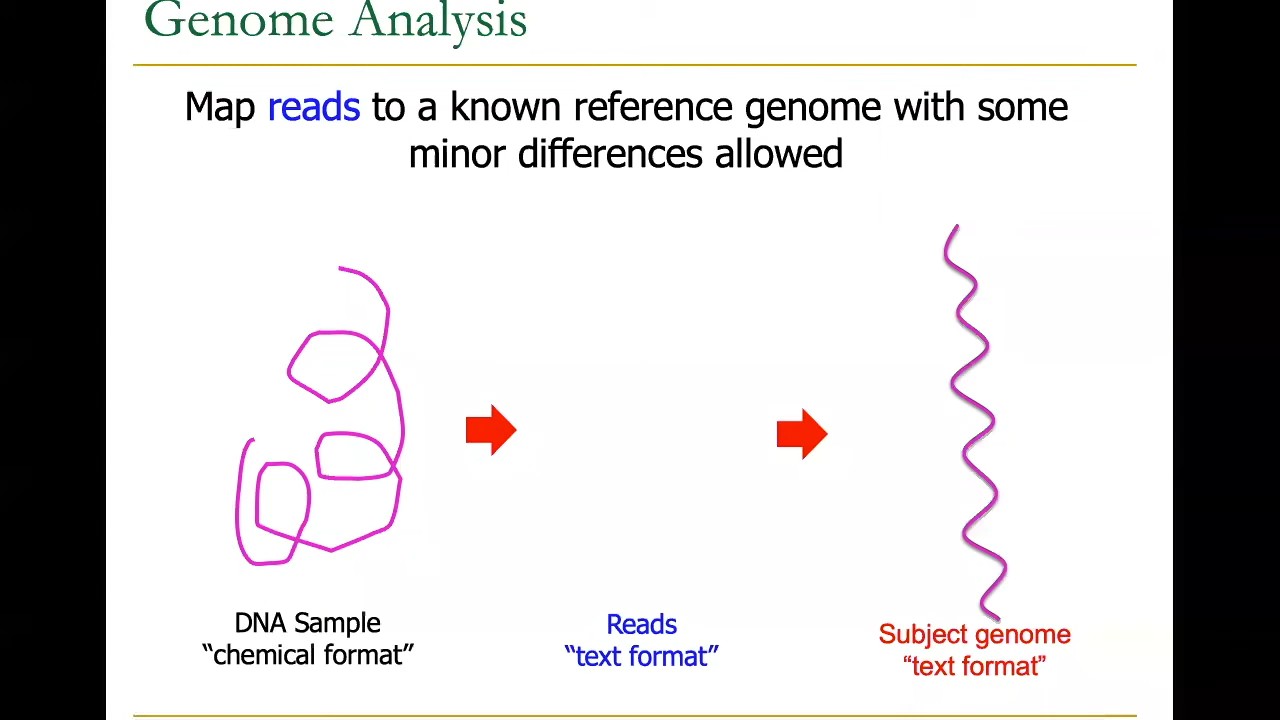 Genome Analysis
Map reads to a known reference genome with some
minor differences allowed
DNA Sample
“chemical format”
Reads
“text format”
Subject genome
“text format”